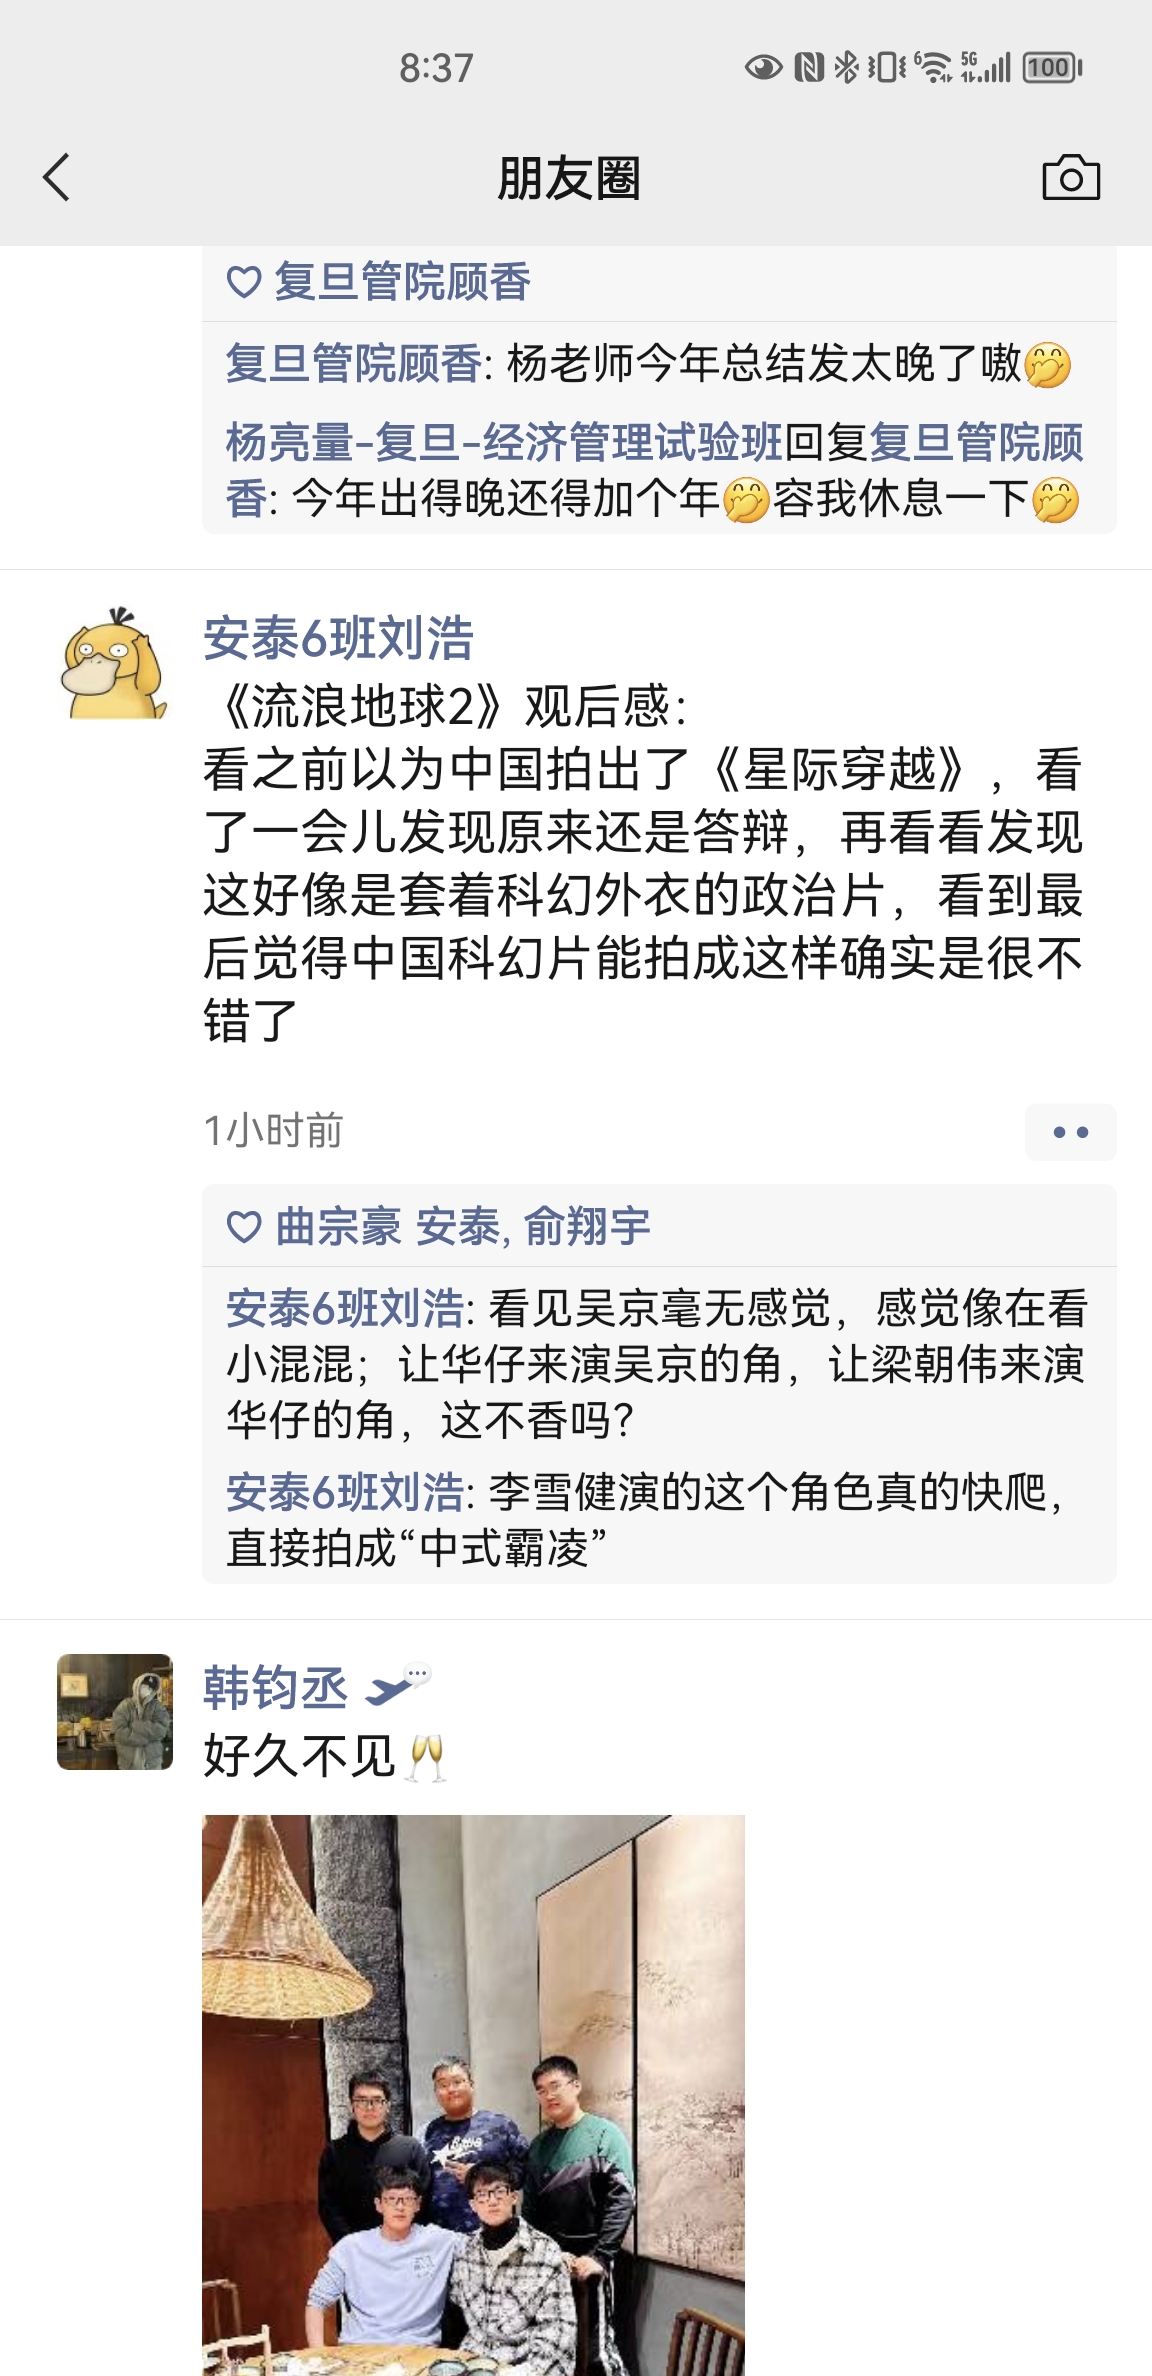 8:37
6 5G 100
朋友圈
复旦管院顾香
复旦管院顾香: 杨老师今年总结发太晚了嗷🤭
杨亮量-复旦-经济管理试验班回复复旦管院顾
香: 今年出得晚还得加个年🤭容我休息一下🤭
安泰6班刘浩
《流浪地球2》观后感：
看之前以为中国拍出了《星际穿越》，看
了一会儿发现原来还是答辩，再看看发现
这好像是套着科幻外衣的政治片，看到最
后觉得中国科幻片能拍成这样确实是很不
错了
1小时前
曲宗豪 安泰, 俞翔宇
安泰6班刘浩: 看见吴京毫无感觉，感觉像在看
小混混；让华仔来演吴京的角，让梁朝伟来演
华仔的角，这不香吗？
安泰6班刘浩: 李雪健演的这个角色真的快爬，
直接拍成“中式霸凌”
韩钧丞
好久不见🥂